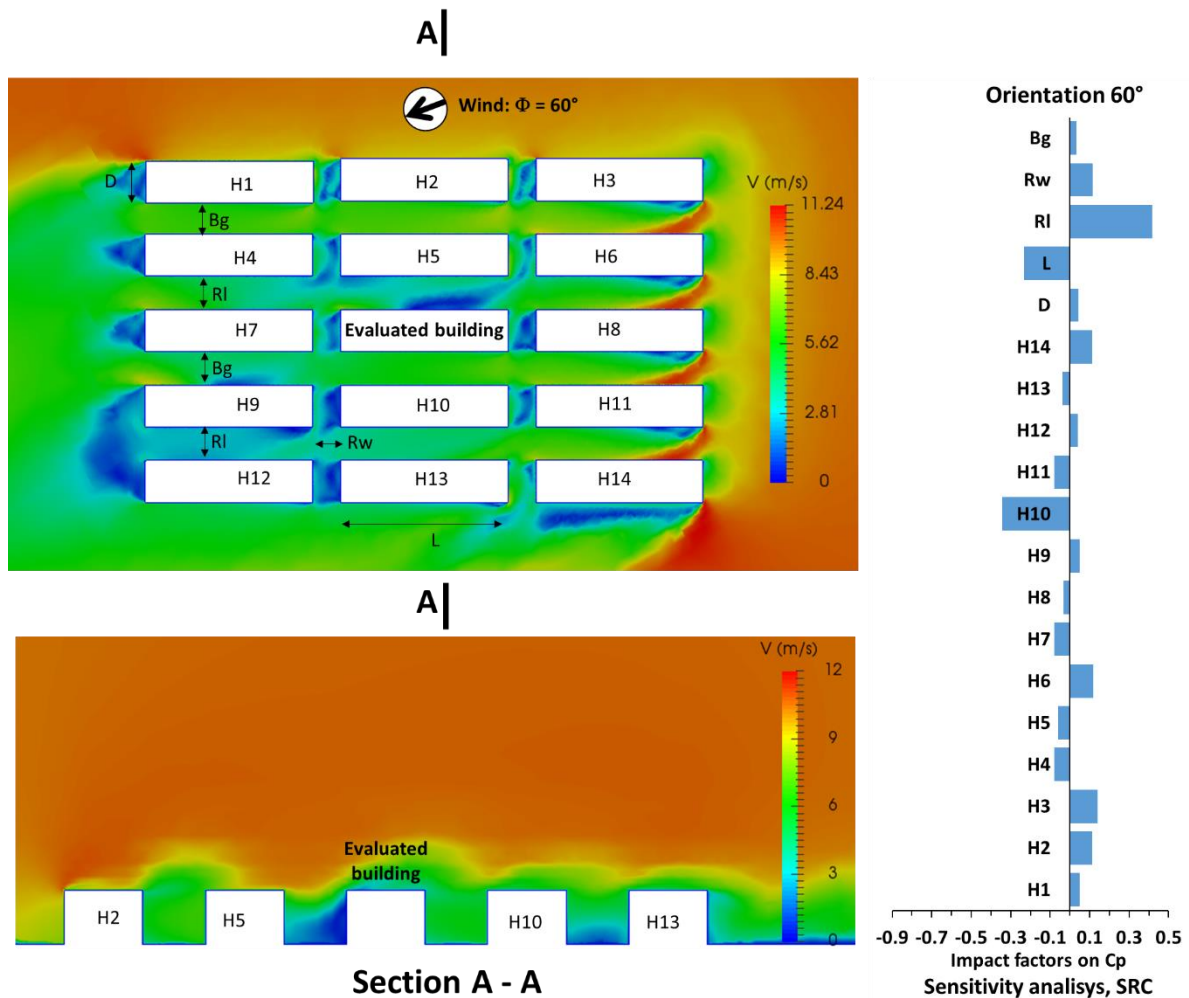 A
Wind: Φ = 60°
D
H1
H2
H3
Bg
V (m/s)
11.24
8.43
5.62
2.81
0
H4
H5
H6
Rl
H7
Evaluated building
H8
Bg
H9
H10
H11
Rl
Rw
H12
H13
H14
L
A
V (m/s)
12
9
6
3
0
Evaluated
building
H2
H5
H10
H13
Section A - A
Orientation 60°
Bg
Rw
Rl
L
D
H14
H13
H12
H11
H10
H9
H8
H7
H6
H5
H4
H3
H2
H1
-0.9 -0.7 -0.5 -0.3 -0.1 0.1 0.3 0.5
Impact factors on Cp
Sensitivity analisys, SRC